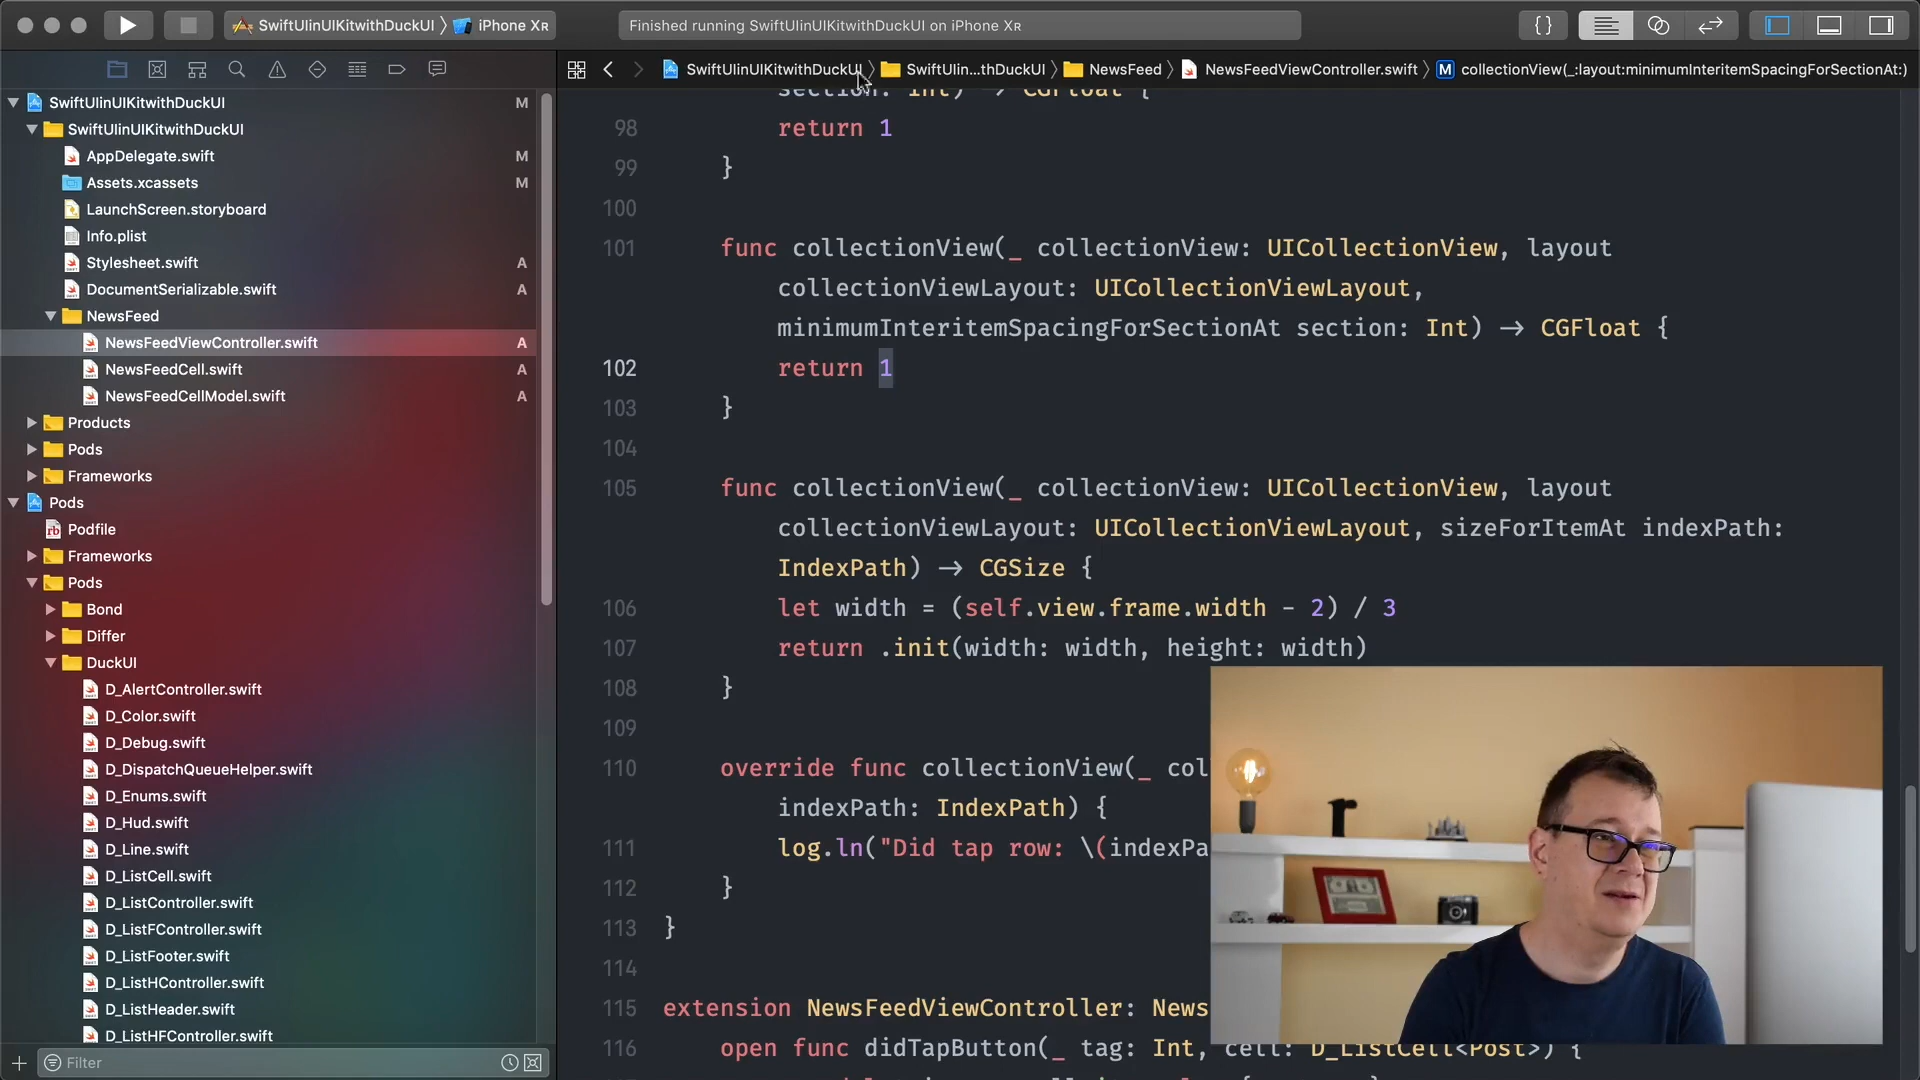 SwiftUIinUIKitwithDuckUI
iPhone XR
Finished running SwiftUIinUIKitwithDuckUI on iPhone XR
SwiftUIinUIKitwithDuckUI
SwiftUIin...thDuckUI
NewsFeed
NewsFeedViewController.swift
M
collectionView(_:layout:minimumInteritemSpacingForSectionAt:)
SwiftUIinUIKitwithDuckUI M
SwiftUIinUIKitwithDuckUI
AppDelegate.swift M
Assets.xcassets M
LaunchScreen.storyboard
Info.plist
Stylesheet.swift A
DocumentSerializable.swift A
NewsFeed
NewsFeedViewController.swift A
NewsFeedCell.swift A
NewsFeedCellModel.swift A
Products
Pods
Frameworks
Pods
Podfile
Frameworks
Pods
Bond
Differ
DuckUI
D_AlertController.swift
D_Color.swift
D_Debug.swift
D_DispatchQueueHelper.swift
D_Enums.swift
D_Hud.swift
D_Line.swift
D_ListCell.swift
D_ListController.swift
D_ListFController.swift
D_ListFooter.swift
D_ListHController.swift
D_ListHeader.swift
D_ListHFController.swift
Filter
section: Int) → CGFloat {
98 return 1
99 }
100
101 func collectionView(_ collectionView: UICollectionView, layout
collectionViewLayout: UICollectionViewLayout,
minimumInteritemSpacingForSectionAt section: Int) → CGFloat {
102 return 1
103 }
104
105 func collectionView(_ collectionView: UICollectionView, layout
collectionViewLayout: UICollectionViewLayout, sizeForItemAt indexPath:
IndexPath) → CGSize {
106 let width = (self.view.frame.width - 2) / 3
107 return .init(width: width, height: width)
108 }
109
110 override func collectionView(_ col
indexPath: IndexPath) {
111 log.ln("Did tap row: \(indexPa
112 }
113 }
114
115 extension NewsFeedViewController: News
116 open func didTapButton(_ tag: Int, cell: D_ListCell<Post>) {